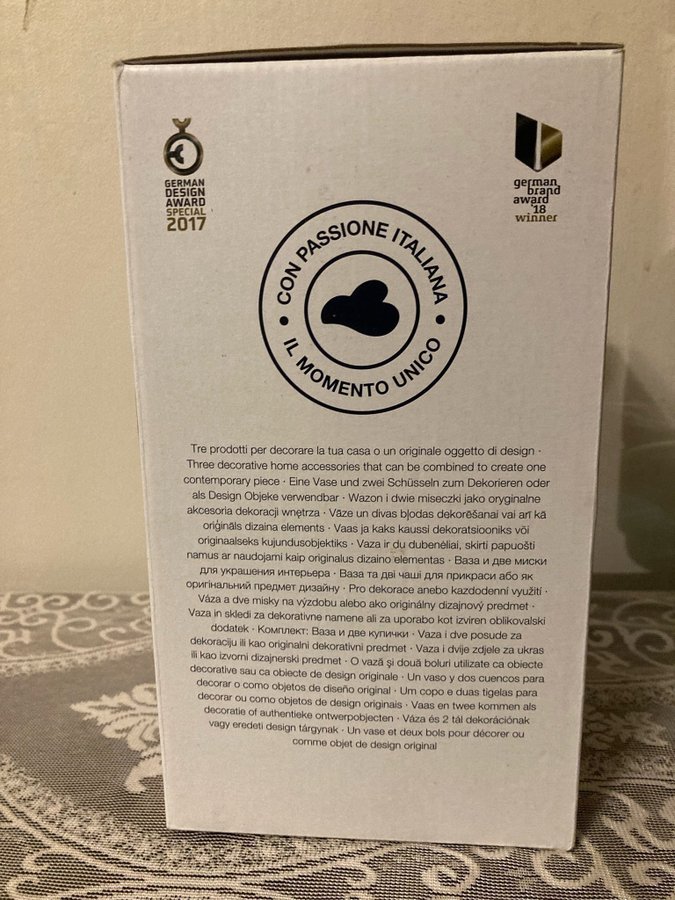 GERMAN
DESIGN
AWARD
SPECIAL
2017
german
brand
award
'18
winner
CON PASSIONE ITALIANA
IL MOMENTO UNICO
Tre prodotti per decorare la tua casa o un originale oggetto di design ·
Three decorative home accessories that can be combined to create one
contemporary piece · Eine Vase und zwei Schüsseln zum Dekorieren oder
als Design Objeke verwendbar · Wazon i dwie miseczki jako oryginalne
akcesoria dekoracji wnętrza · Vāze un divas bļodas dekorēšanai vai arī kā
oriģināls dizaina elements · Vaas ja kaks kaussi dekoratsiooniks või
originaalseks kujundusobjektiks · Vaza ir du dubenėliai, skirti papuošti
namus ar naudojami kaip originalus dizaino elementas · Ваза и две миски
для украшения интерьера · Ваза та дві чаші для прикраси або як
оригінальний предмет дизайну · Pro dekorace anebo kazdodenní využití ·
Váza a dve misky na výzdobu alebo ako originálny dizajnový predmet ·
Vaza in skledi za dekorativne namene ali za uporabo kot izviren oblikovalski
dodatek · Комплект: Ваза и две купички · Vaza i dve posude za
dekoraciju ili kao originalni dekorativni predmet · Vaza i dvije zdjele za ukras
ili kao izvorni dizajnerski predmet · O vază şi două boluri utilizate ca obiecte
decorative sau ca obiecte de design originale · Un vaso y dos cuencos para
decorar o como objetos de diseño original · Um copo e duas tigelas para
decorar ou como objetos de design originais · Vaas en twee kommen als
decoratie of authentieke ontwerpobjecten · Váza és 2 tál dekorációnak
vagy eredeti design tárgynak · Un vase et deux bols pour décorer ou
comme objet de design original